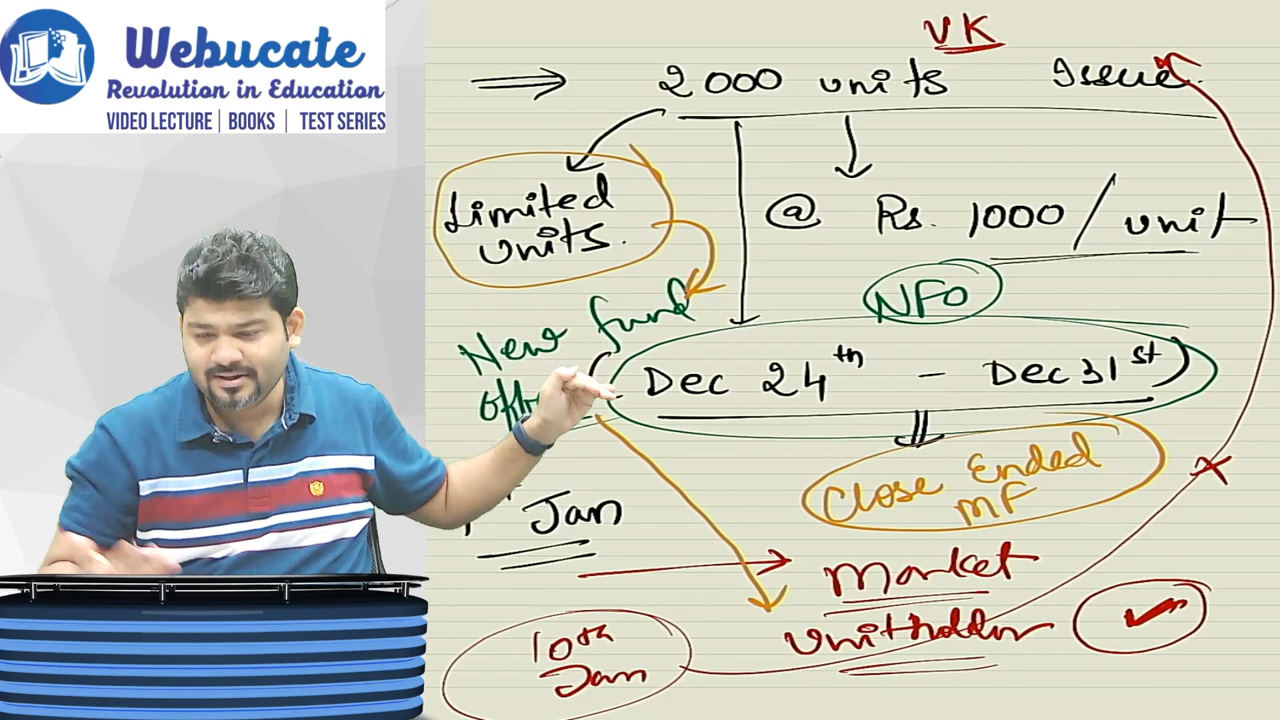 Webucate
Revolution in Education
VIDEO LECTURE | BOOKS | TEST SERIES
VK
2000 units Issue
Limited
units.
@ Rs. 1000 / unit
NFO
New fund
(Dec 24th - Dec 31st)
Close Ended
MF
Jan
Market
Unitholder
10th
Jan